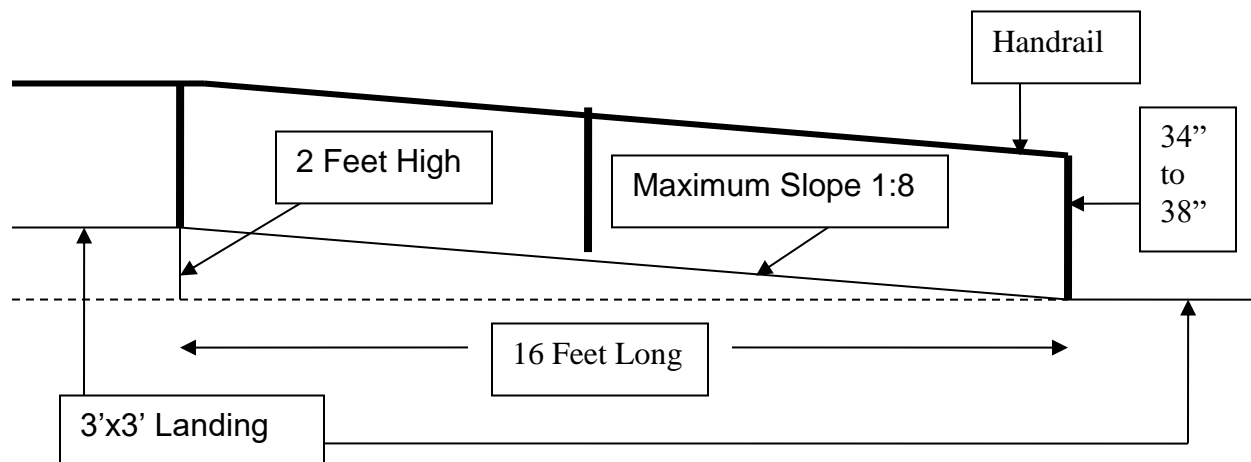 Handrail
2 Feet High
Maximum Slope 1:8
34”
to
38”
16 Feet Long
3’x3’ Landing